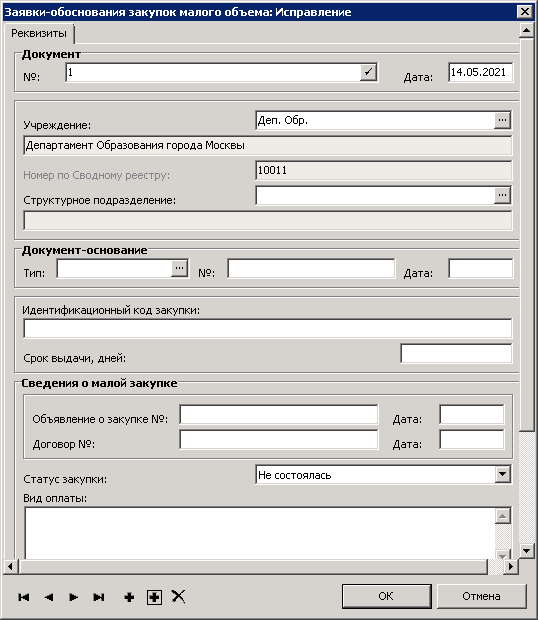 Заявки-обоснования закупок малого объема: Исправление
Реквизиты
Документ
№: 1 Дата: 14.05.2021
Учреждение: Деп. Обр. ...
Департамент Образования города Москвы
Номер по Сводному реестру: 10011
Структурное подразделение: ...
Документ-основание
Тип: ... №: Дата:
Идентификационный код закупки:
Срок выдачи, дней:
Сведения о малой закупке
Объявление о закупке №: Дата:
Договор №: Дата:
Статус закупки: Не состоялась
Вид оплаты:
OK Отмена